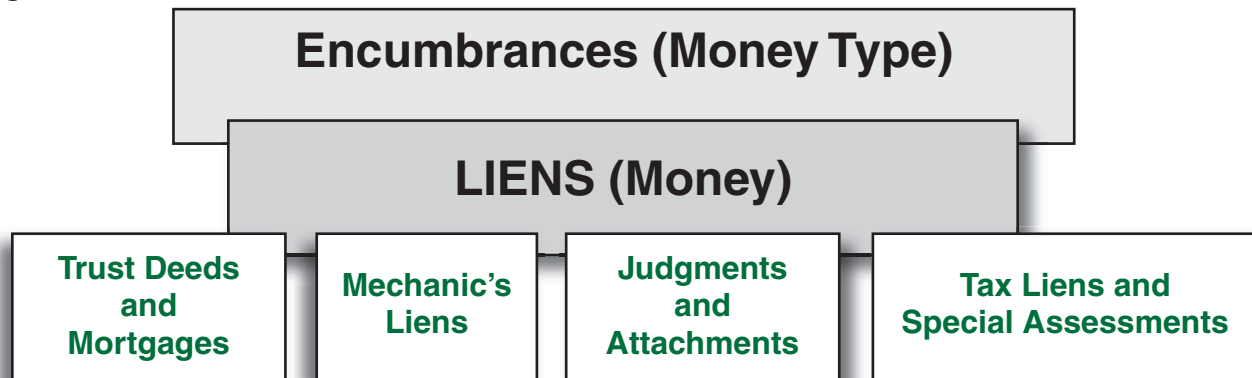 Encumbrances (Money Type)
LIENS (Money)
Trust Deeds
and
Mortgages
Mechanic’s
Liens
Judgments
and
Attachments
Tax Liens and
Special Assessments